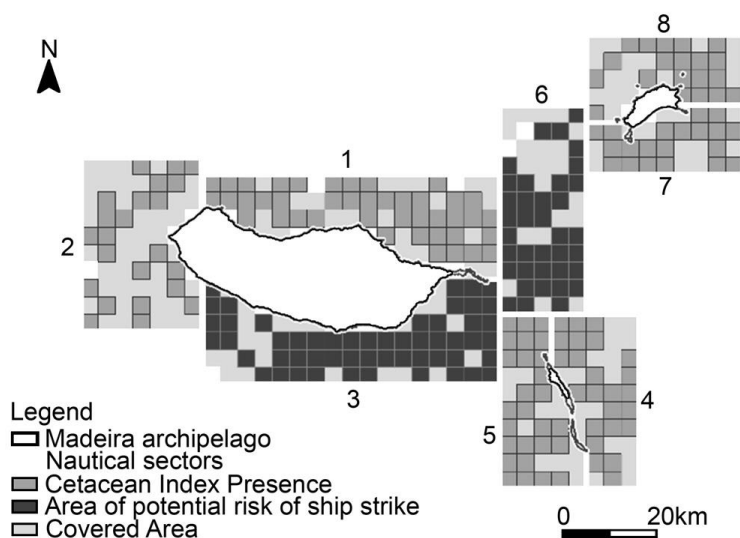 N
8
6
1
7
2
3
4
5
Legend
Madeira archipelago
Nautical sectors
Cetacean Index Presence
Area of potential risk of ship strike
Covered Area
0 20km